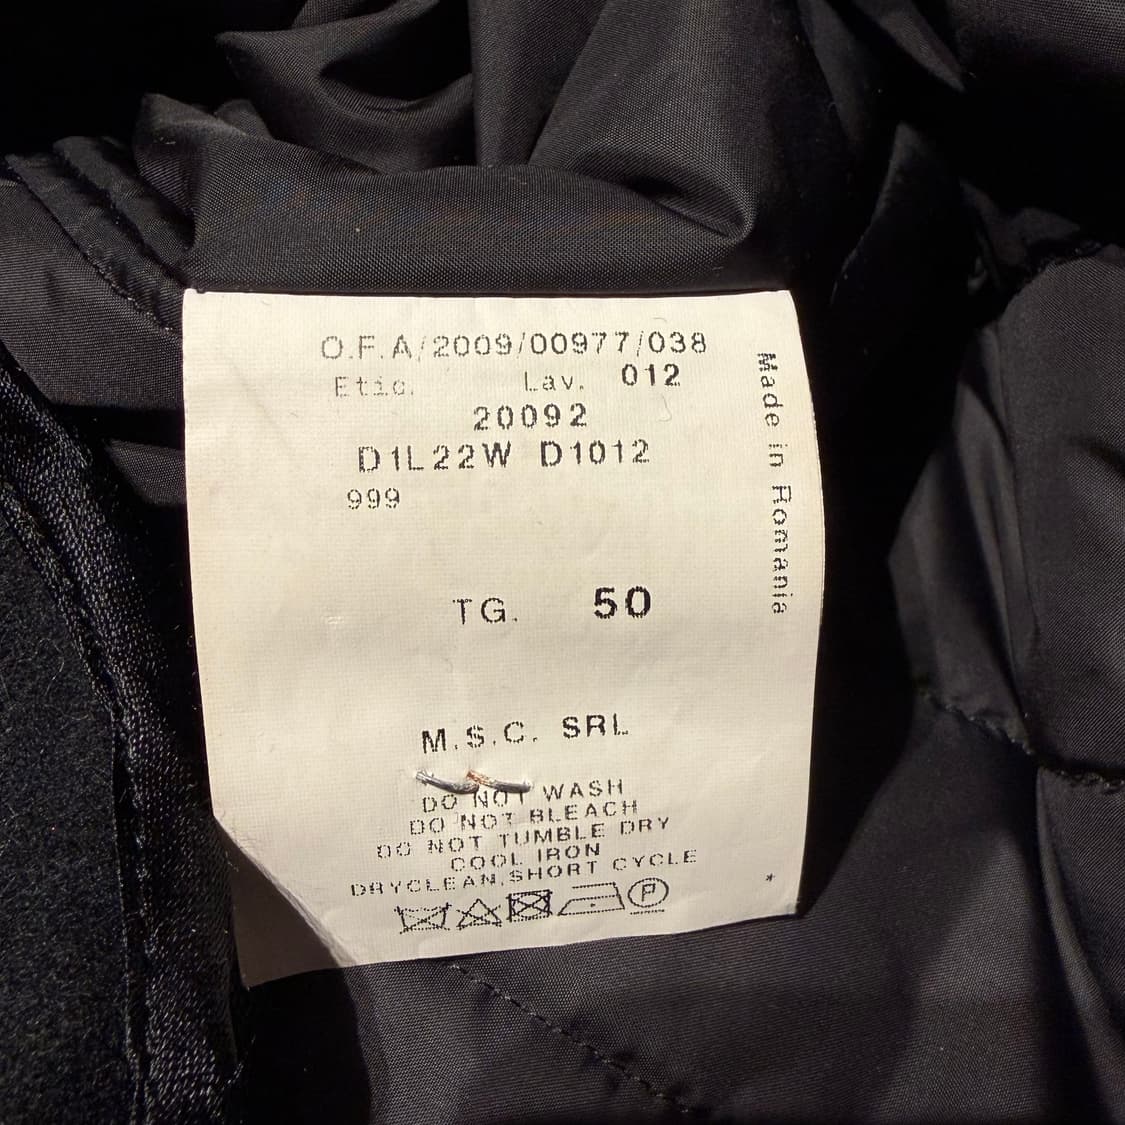 O.F.A/2009/00977/038
Etic. Lav. 012
20092
D1L22W D1012
999
TG. 50
M.S.C. SRL
DO NOT WASH
DO NOT BLEACH
DO NOT TUMBLE DRY
COOL IRON
DRYCLEAN,SHORT CYCLE
P
*
Made in Romania